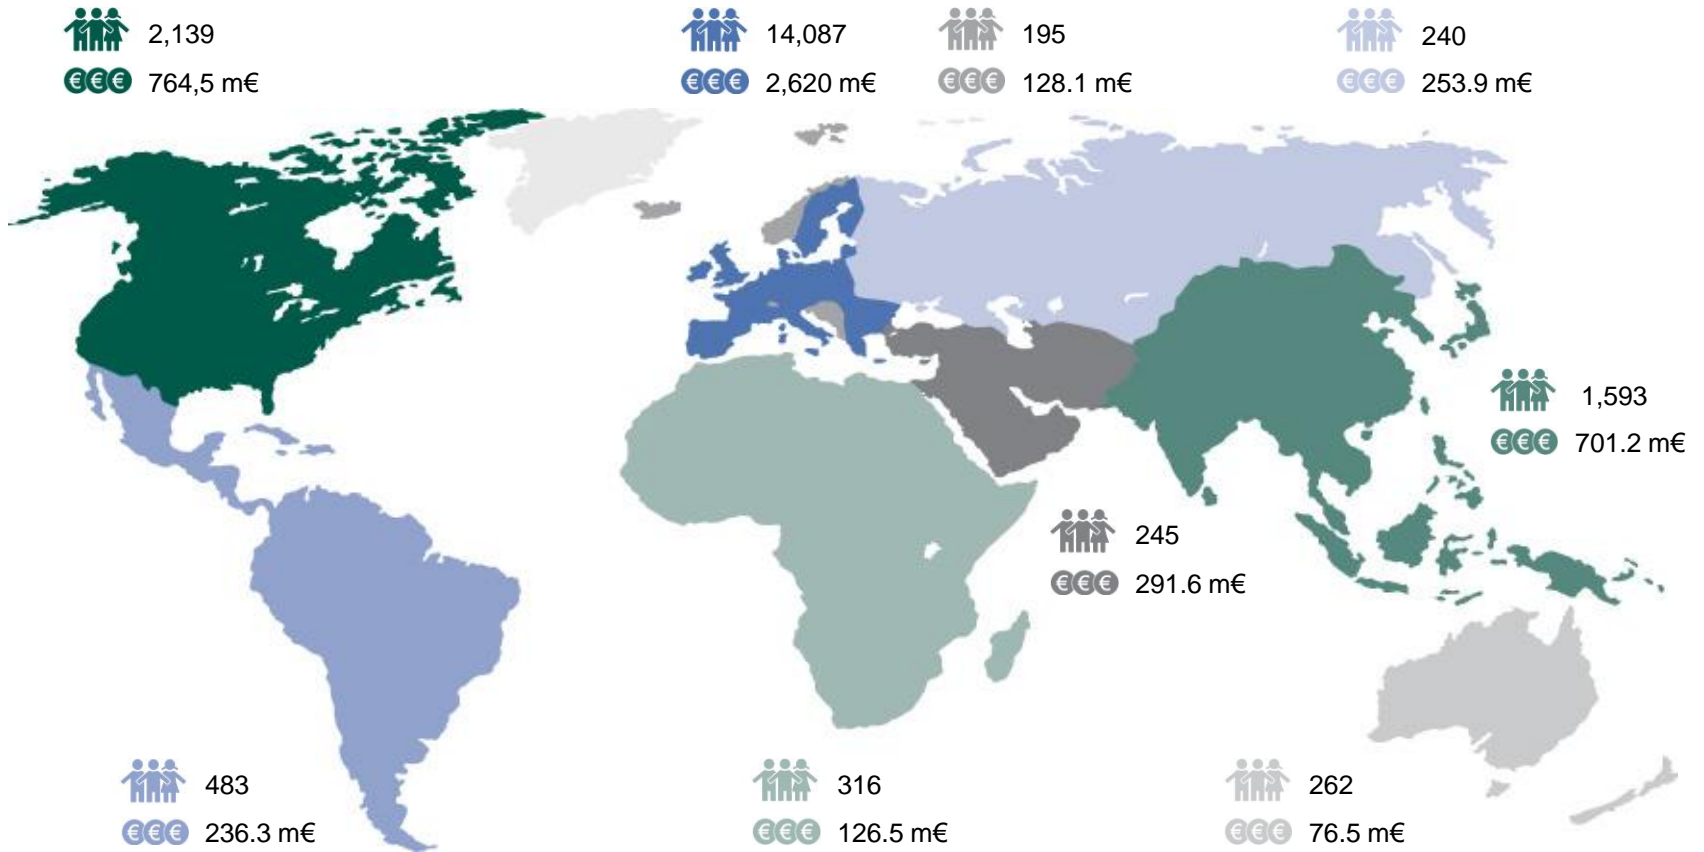 2,139
764,5 m€
14,087
2,620 m€
195
128.1 m€
240
253.9 m€
1,593
701.2 m€
245
291.6 m€
483
236.3 m€
316
126.5 m€
262
76.5 m€